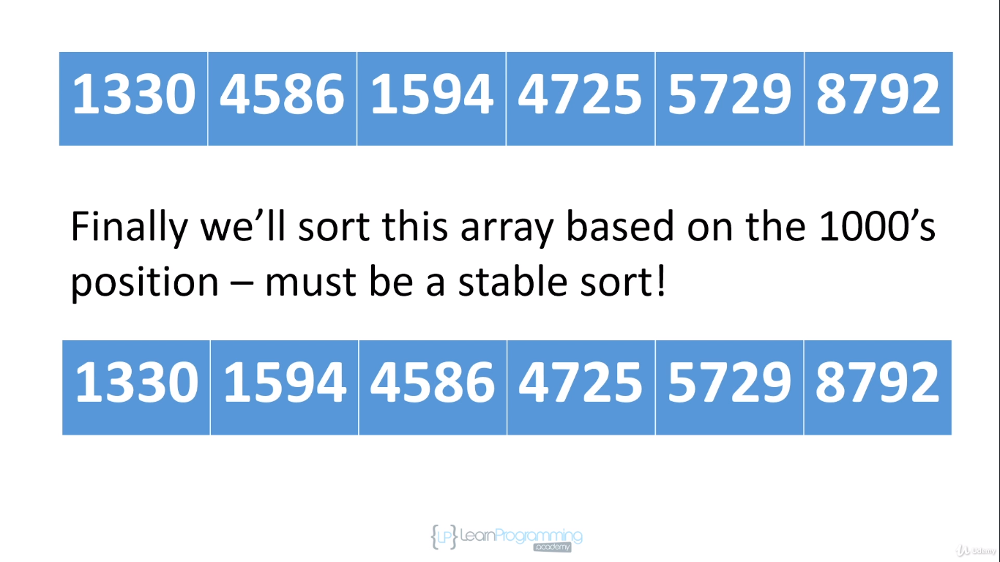 1330 4586 1594 4725 5729 8792
Finally we’ll sort this array based on the 1000’s
position – must be a stable sort!
1330 1594 4586 4725 5729 8792
{LP} LearnProgramming
.academy
Udemy